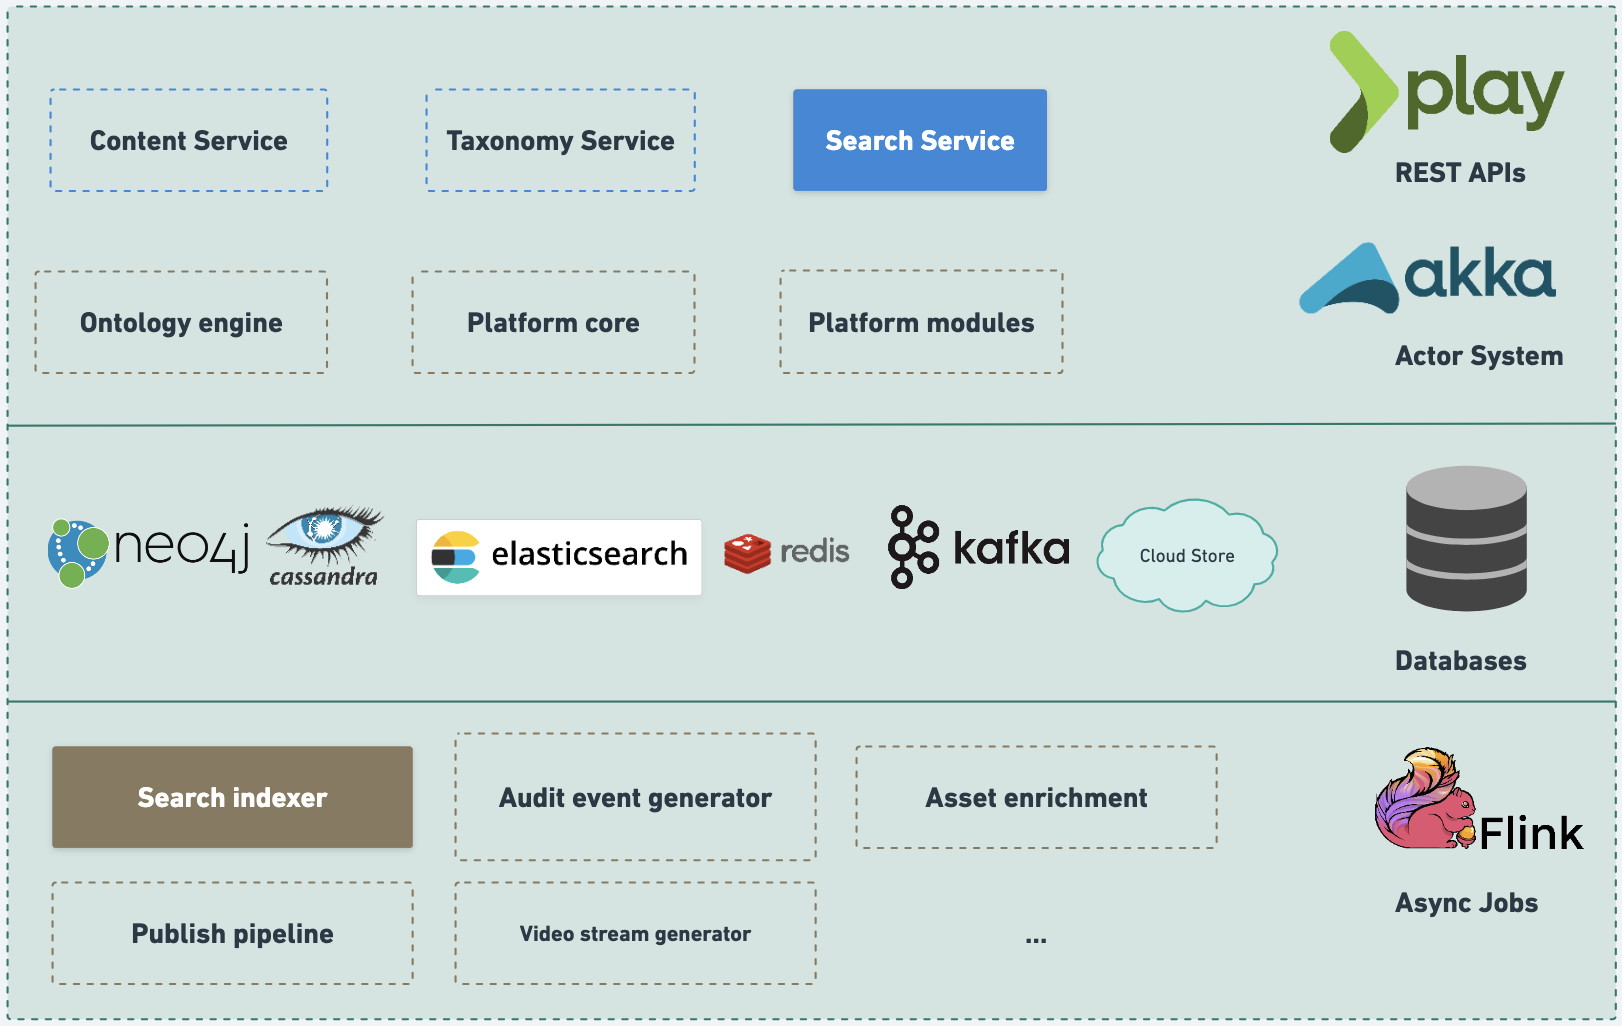 Content Service
Taxonomy Service
Search Service
play
REST APIs
Ontology engine
Platform core
Platform modules
akka
Actor System
neo4j
cassandra
elasticsearch
redis
kafka
Cloud Store
Databases
Search indexer
Audit event generator
Asset enrichment
Flink
Async Jobs
Publish pipeline
Video stream generator
...